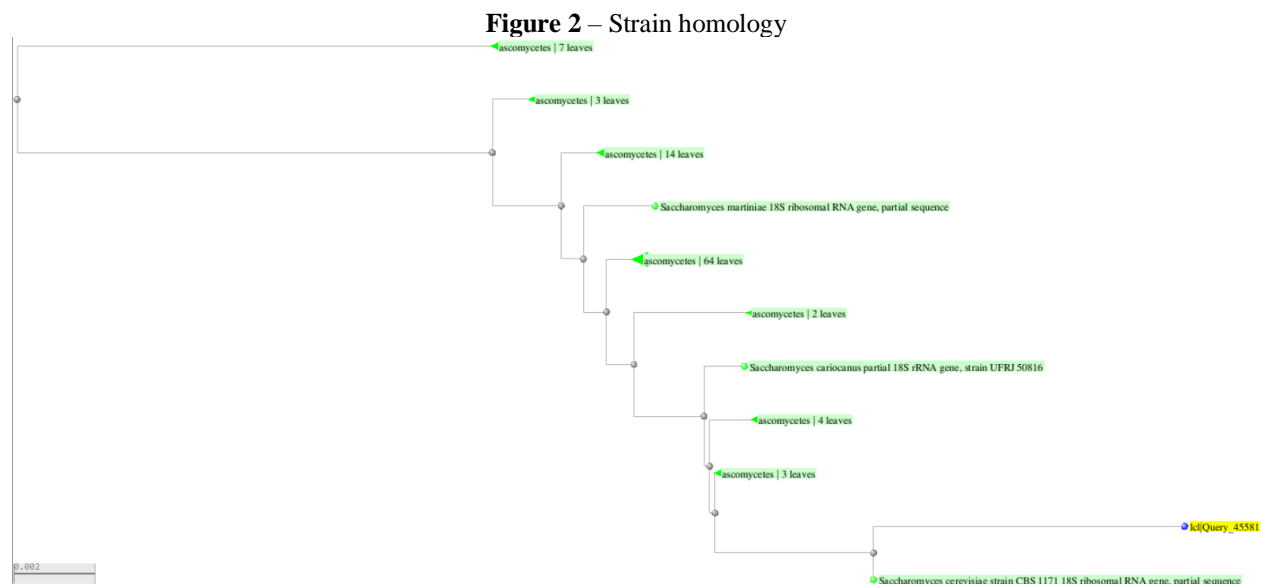 Figure 2 – Strain homology
ascomycetes | 7 leaves
ascomycetes | 3 leaves
ascomycetes | 14 leaves
Saccharomyces martiniae 18S ribosomal RNA gene, partial sequence
ascomycetes | 64 leaves
ascomycetes | 2 leaves
Saccharomyces cariocanus partial 18S rRNA gene, strain UFRJ 50816
ascomycetes | 4 leaves
ascomycetes | 3 leaves
lcl|Query_45581
0.002
Saccharomyces cerevisiae strain CBS 1171 18S ribosomal RNA gene, partial sequence